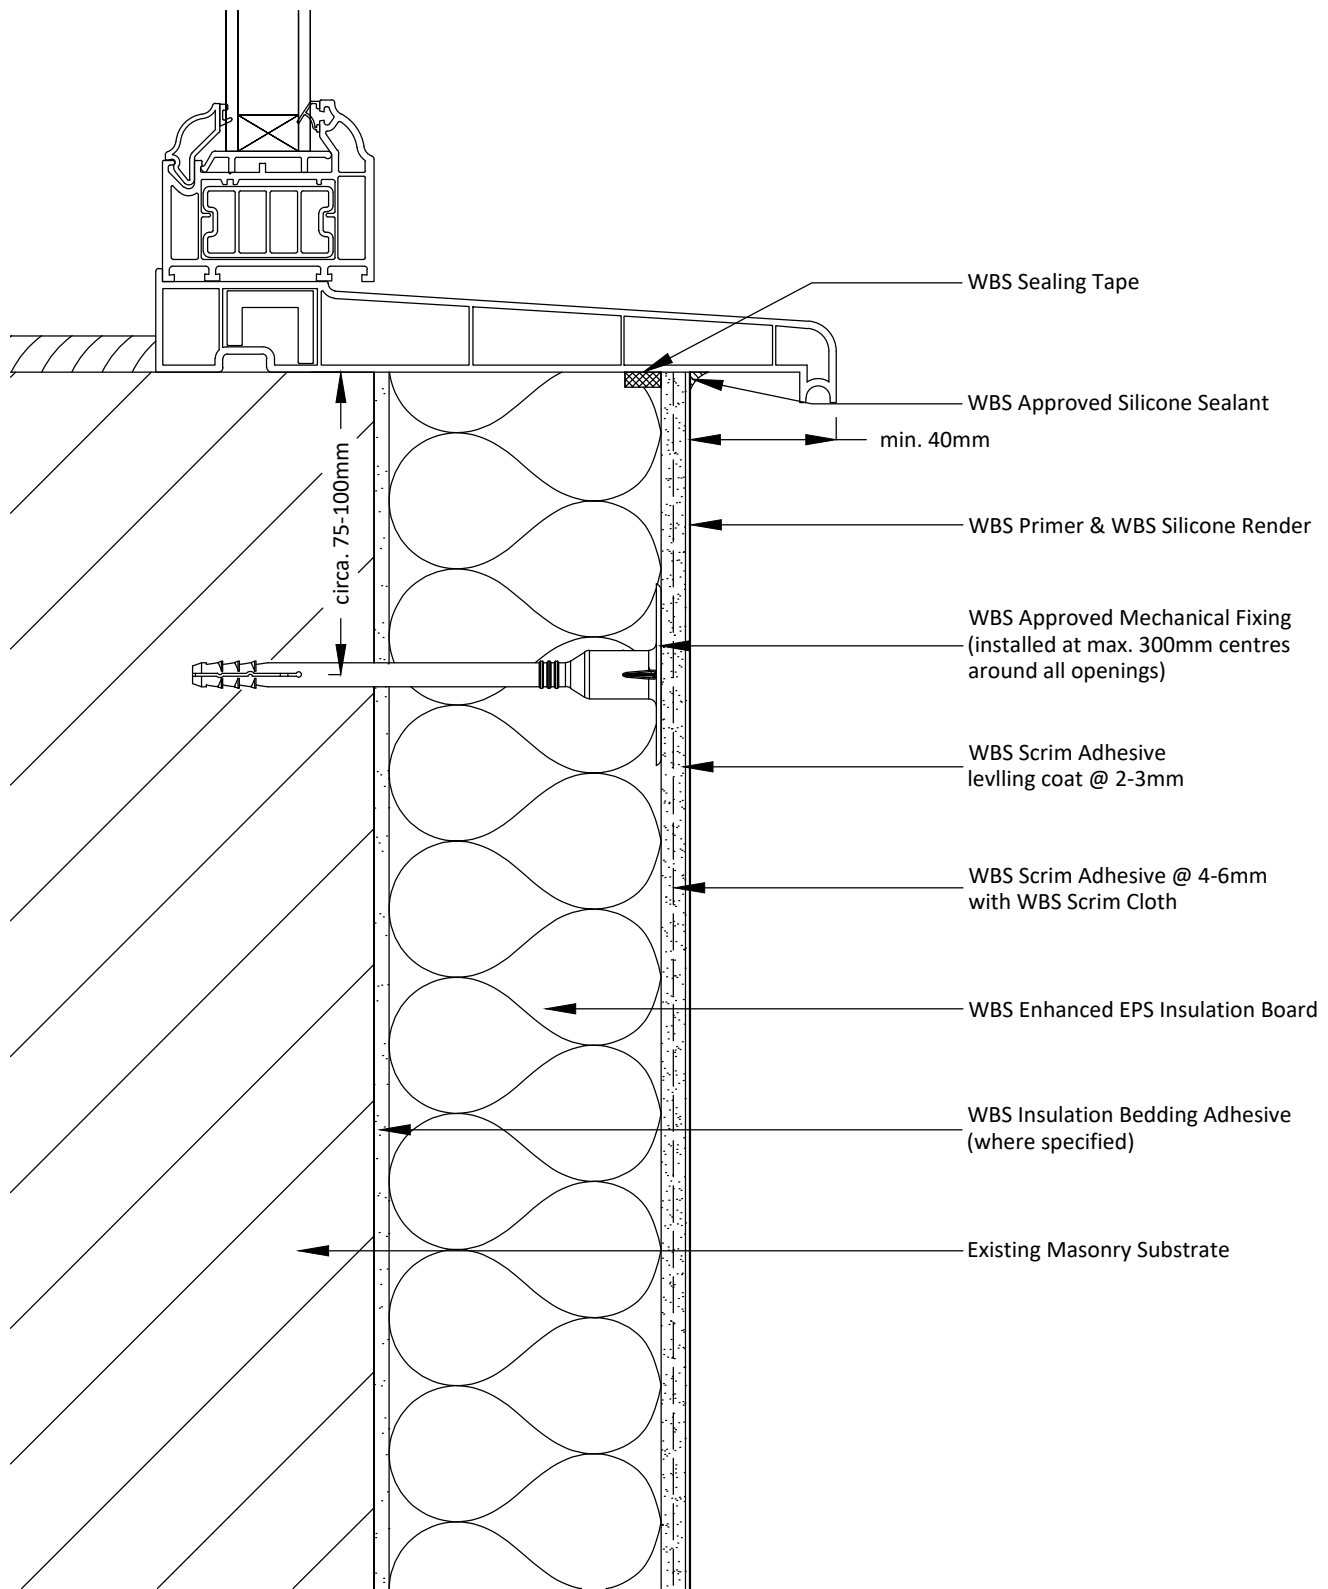 WBS Sealing Tape
WBS Approved Silicone Sealant
min. 40mm
circa. 75-100mm
WBS Primer & WBS Silicone Render
WBS Approved Mechanical Fixing
(installed at max. 300mm centres
around all openings)
WBS Scrim Adhesive
levlling coat @ 2-3mm
WBS Scrim Adhesive @ 4-6mm
with WBS Scrim Cloth
WBS Enhanced EPS Insulation Board
WBS Insulation Bedding Adhesive
(where specified)
Existing Masonry Substrate